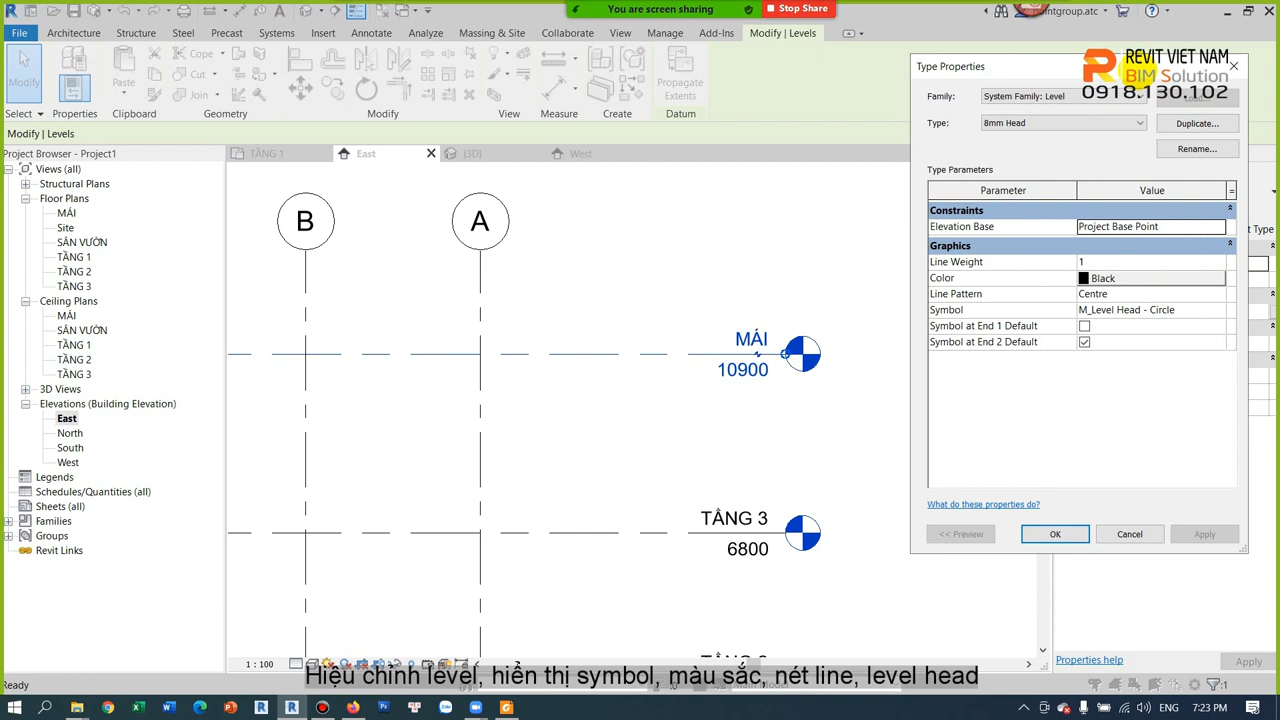 You are screen sharing
Stop Share
pointgroup.atc
File
Architecture
Structure
Steel
Precast
Systems
Insert
Annotate
Analyze
Massing & Site
Collaborate
View
Manage
Add-Ins
Modify | Levels
Modify
Properties
Paste
Cope
Cut
Join
Propagate
Extents
Select
Properties
Clipboard
Geometry
Modify
View
Measure
Create
Datum
Modify | Levels
Project Browser - Project1
TẦNG 1
East
{3D}
West
Views (all)
Structural Plans
Floor Plans
MÁI
Site
SÂN VƯỜN
TẦNG 1
TẦNG 2
TẦNG 3
Ceiling Plans
MÁI
SÂN VƯỜN
TẦNG 1
TẦNG 2
TẦNG 3
3D Views
Elevations (Building Elevation)
East
North
South
West
Legends
Schedules/Quantities (all)
Sheets (all)
Families
Groups
Revit Links
B
A
MÁI
10900
TẦNG 3
6800
1 : 100
REVIT VIET NAM
BIM Solution
0918.130.102
Type Properties
Family:
System Family: Level
Load...
Type:
8mm Head
Duplicate...
Rename...
Type Parameters
Parameter
Value
=
Constraints
Elevation Base
Project Base Point
Graphics
Line Weight
1
Color
Black
Line Pattern
Centre
Symbol
M_Level Head - Circle
Symbol at End 1 Default
Symbol at End 2 Default
What do these properties do?
<< Preview
OK
Cancel
Apply
Properties help
Apply
Hiệu chỉnh level, hiển thị symbol, màu sắc, nét line, level head
Ready
:1
ENG
7:23 PM